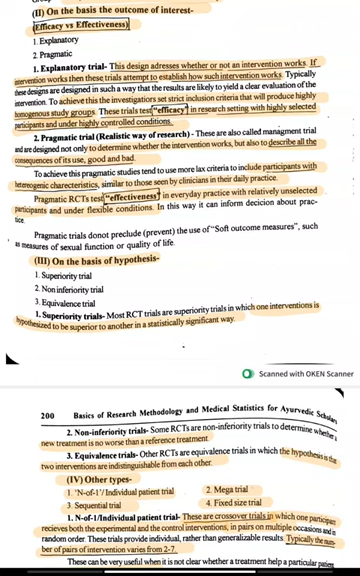 (II) On the basis the outcome of interest-
(Efficacy vs Effectiveness)
1. Explanatory
2. Pragmatic
1. Explanatory trial- This design adresses whether or not an intervention works. If
intervention works then these trials attempt to establish how such intervention works. Typically
these designs are designed in such a way that the results are likely to yield a clear evaluation of the
intervention. To achieve this the investigatiors set strict inclusion criteria that will produce highly
homogenous study groups. These trials test "efficacy" in research setting with highly selected
participants and under highly controlled conditions.
2. Pragmatic trial (Realistic way of research) - These are also called managment trial
and are designed not only to determine whether the intervention works, but also to describe all the
consequences of its use, good and bad.
To achieve this pragmatic studies tend to use more lax criteria to include participants with
heterogenic charecteristics, similar to those seen by clinicians in their daily practice.
Pragmatic RCTs test "effectiveness" in everyday practice with relatively unselected
participants and under flexible conditions. In this way it can inform decicion about prac-
tice.
Pragmatic trials donot preclude (prevent) the use of "Soft outcome measures", such
as measures of sexual function or quality of life.
(III) On the basis of hypothesis-
1. Superiority trial
2. Non inferiority trial
3. Equivalence trial
1. Superiority trials- Most RCT trials are superiority trials in which one interventions is
hypothesized to be superior to another in a statistically significant way.
Scanned with OKEN Scanner
200 Basics of Research Methodology and Medical Statistics for Ayurvedic Scholars
2. Non-inferiority trials- Some RCTs are non-inferiority trials to determine whether a
new treatment is no worse than a reference treatment.
3. Equivalence trials- Other RCTs are equivalence trials in which the hypothesis is the
two interventions are indistinguishable from each other.
(IV) Other types-
1. 'N-of-1'/Individual patient trial 2. Mega trial
3. Sequential trial 4. Fixed size trial
1. N-of-1/Individual patient trial- These are crossover trials in which one participant
recieves both the experimental and the control interventions, in pairs on multiple occasions and in
random order. These trials provide individual, rather than generalizable results. Typically the num-
ber of pairs of intervention varies from 2-7.
These can be very useful when it is not clear whether a treatment help a particular patient